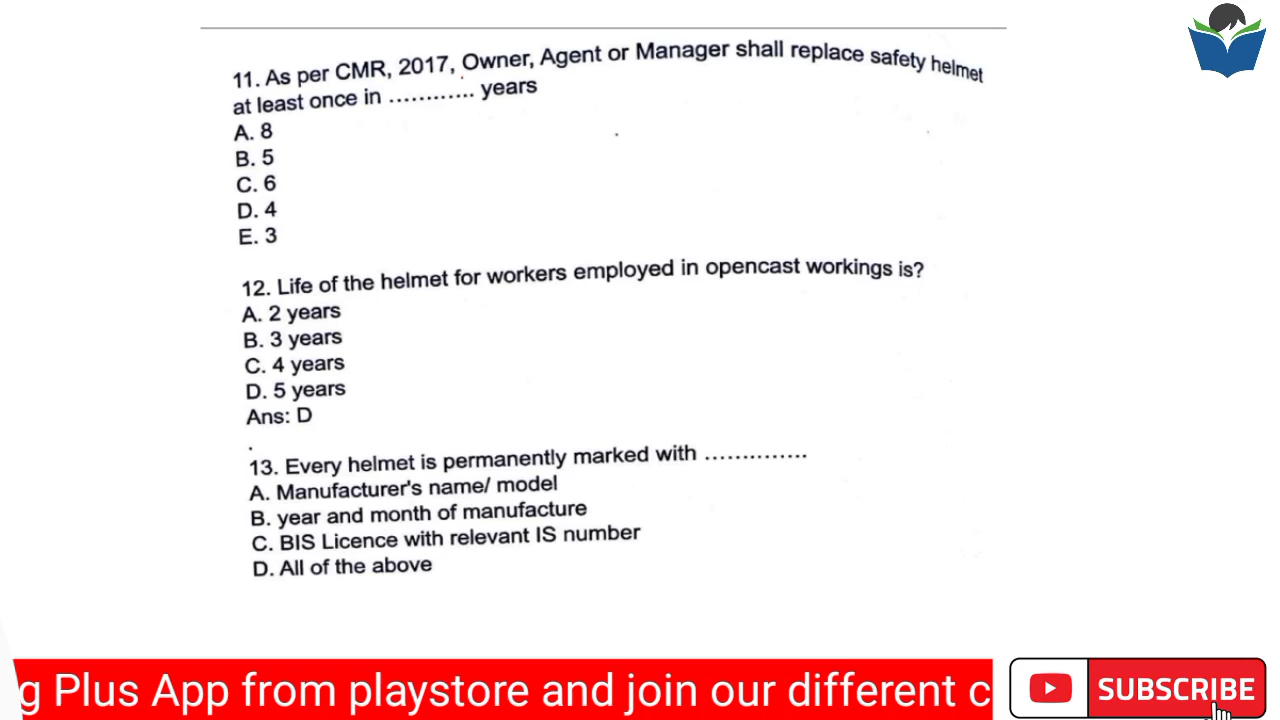 11. As per CMR, 2017, Owner, Agent or Manager shall replace safety helmet
at least once in ............ years
A. 8
B. 5
C. 6
D. 4
E. 3
12. Life of the helmet for workers employed in opencast workings is?
A. 2 years
B. 3 years
C. 4 years
D. 5 years
Ans: D
13. Every helmet is permanently marked with ..............
A. Manufacturer's name/ model
B. year and month of manufacture
C. BIS Licence with relevant IS number
D. All of the above
g Plus App from playstore and join our different c
SUBSCRIBE